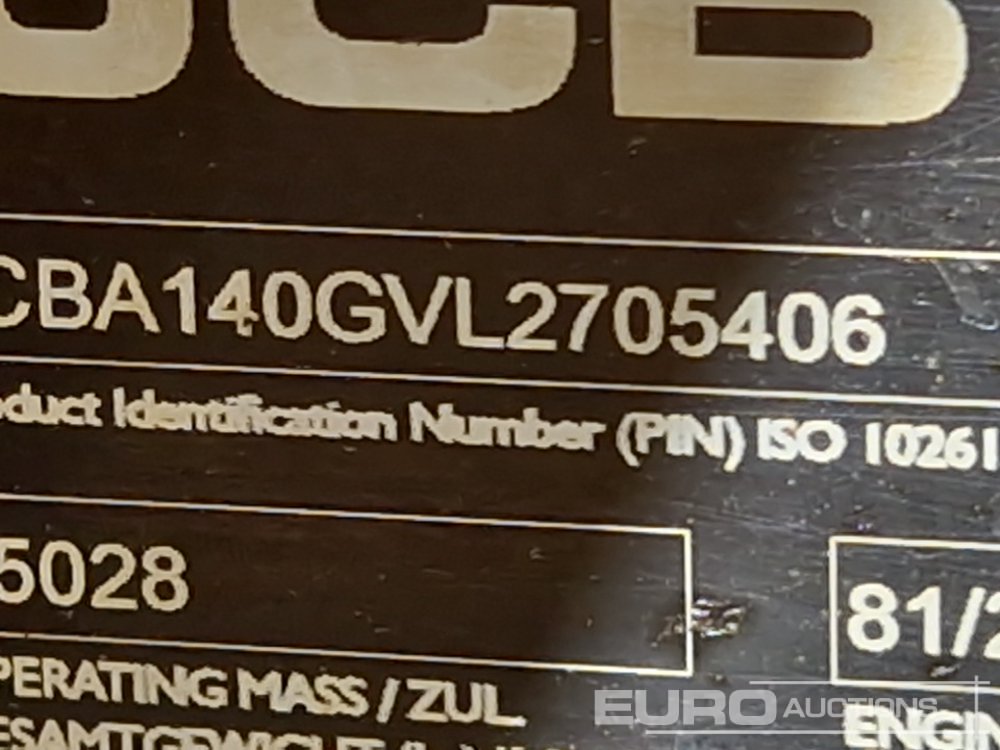 JCB
CBA140GVL2705406
oduct Identification Number (PIN) ISO 10261
5028
81/2
PERATING MASS / ZUL.
ENGIN
EURO AUCTIONS